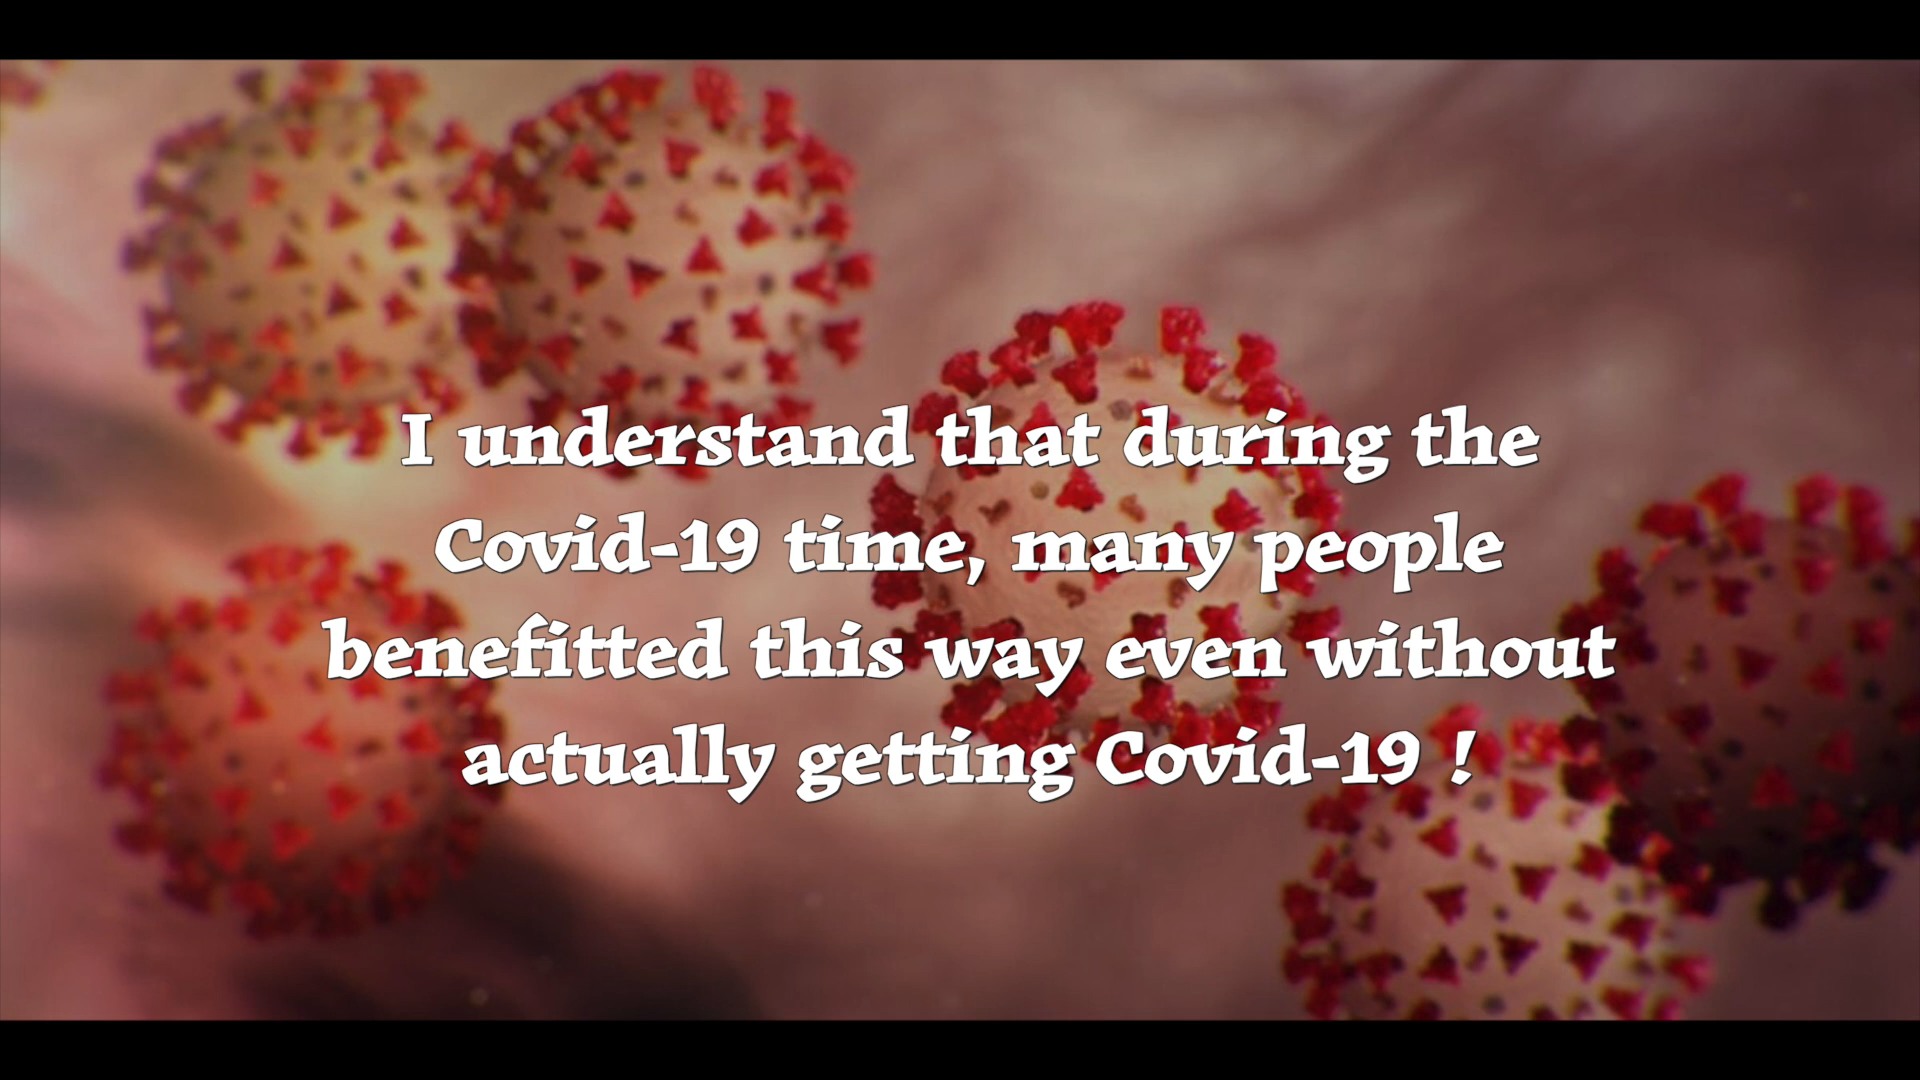 I understand that during the
Covid-19 time, many people
benefitted this way even without
actually getting Covid-19 !